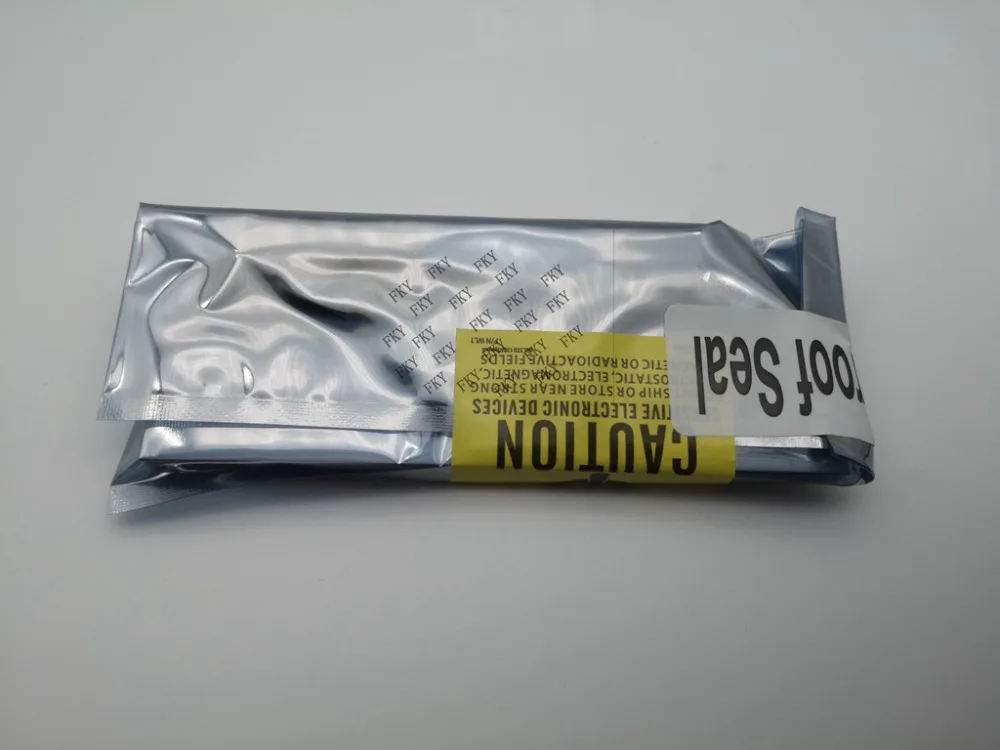 FKY FKY
FKY FKY FKY
FKY FKY FKY
FKY FKY FKY
FKY FKY FKY
FKY FKY FKY
FKY FKY
CAUTION
TIVE ELECTRONIC DEVICES
SHIP OR STORE NEAR STRONG
OSTATIC, ELECTROMAGNETIC,
ETIC OR RADIOACTIVE FIELDS
roof Seal